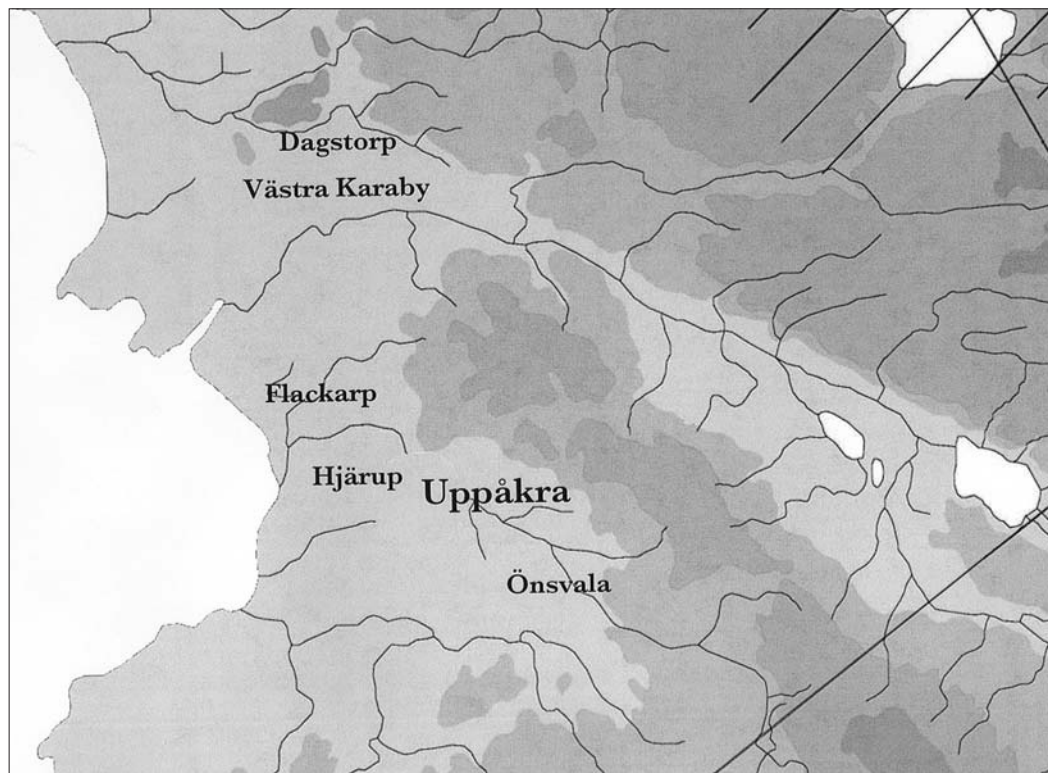 Dagstorp
Västra Karaby
Flackarp
Hjärup
Uppåkra
Önsvala